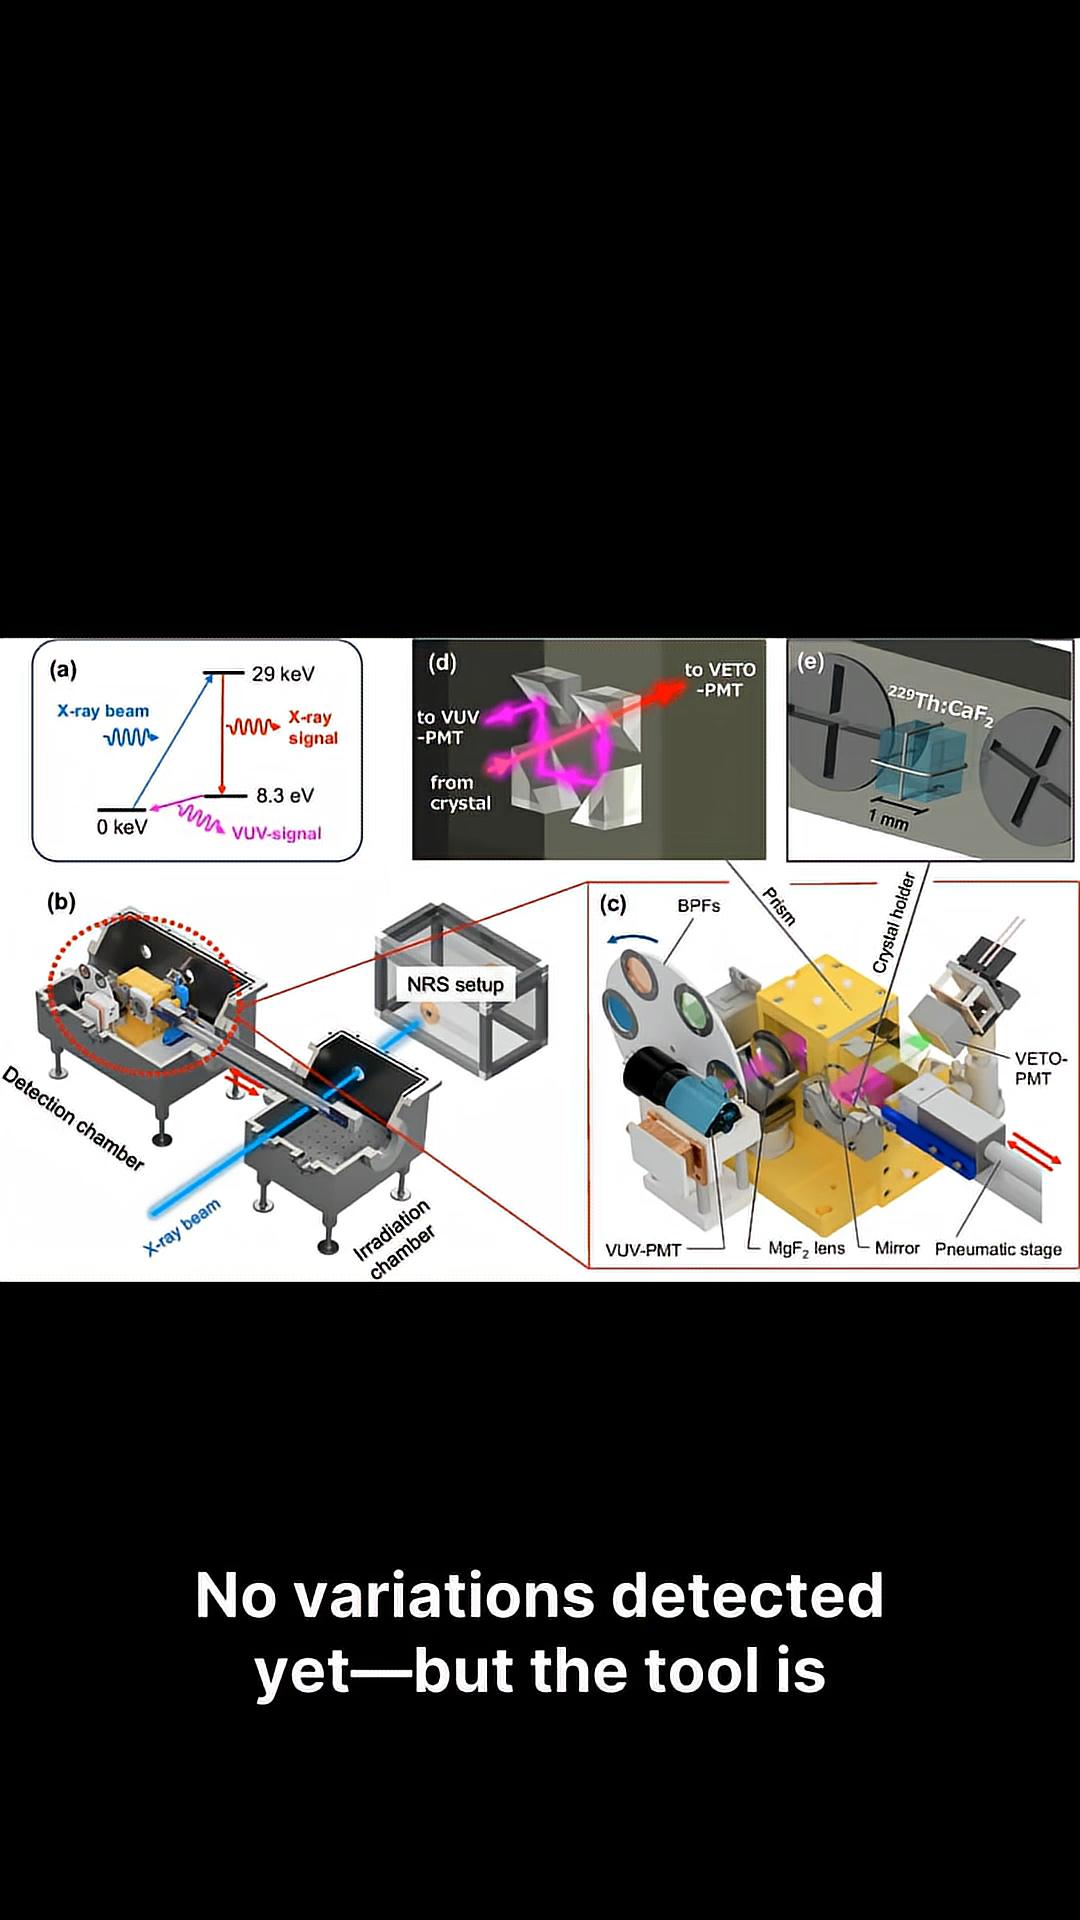 (a)
29 keV
X-ray beam
X-ray
signal
8.3 eV
0 keV
VUV-signal
(d)
to VETO
-PMT
to VUV
-PMT
from
crystal
(e)
²²⁹Th:CaF₂
1 mm
(b)
NRS setup
Detection chamber
X-ray beam
Irradiation
chamber
(c)
BPFs
Prism
Crystal holder
VETO-
PMT
VUV-PMT
MgF₂ lens
Mirror
Pneumatic stage
No variations detected
yet—but the tool is